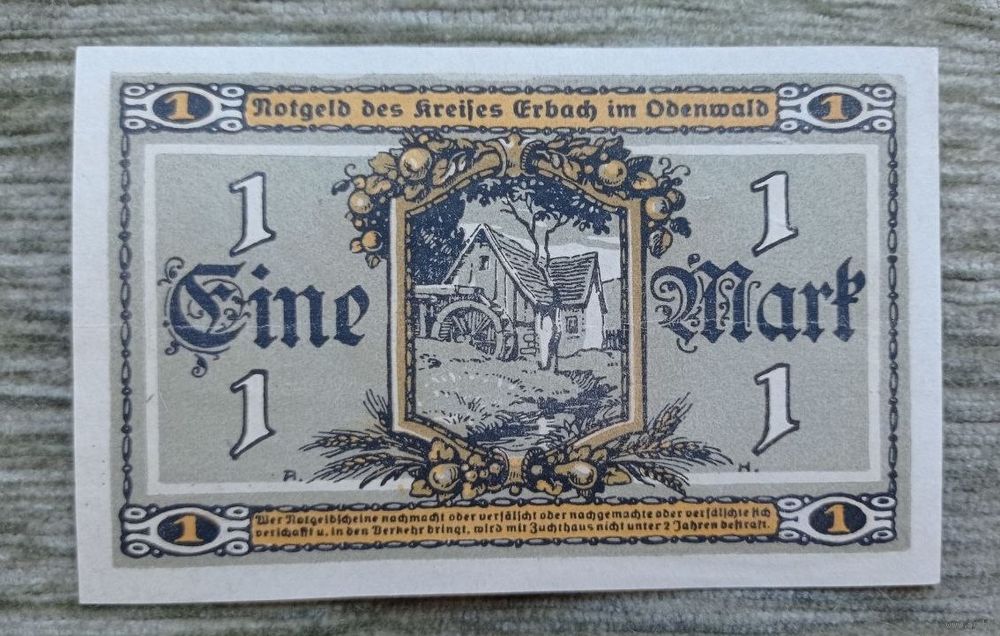 1 Notgeld des Kreises Erbach im Odenwald 1
1 1
Eine Mark
1 1
R. H.
1 Wer Notgeldscheine nachmacht oder verfälscht oder nachgemachte oder verfälschte sich 1
verschafft u. in den Verkehr bringt, wird mit Zuchthaus nicht unter 2 Jahren bestraft.